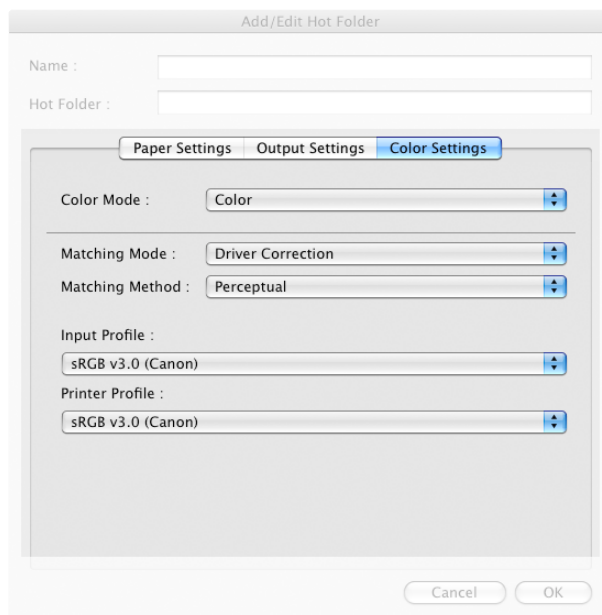 Add/Edit Hot Folder
Name :
Hot Folder :
Paper Settings Output Settings Color Settings
Color Mode : Color
Matching Mode : Driver Correction
Matching Method : Perceptual
Input Profile :
sRGB v3.0 (Canon)
Printer Profile :
sRGB v3.0 (Canon)
Cancel OK